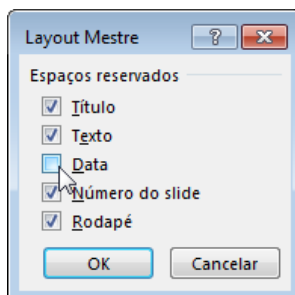 Layout Mestre
Espaços reservados
Título
Texto
Data
Número do slide
Rodapé
OK Cancelar